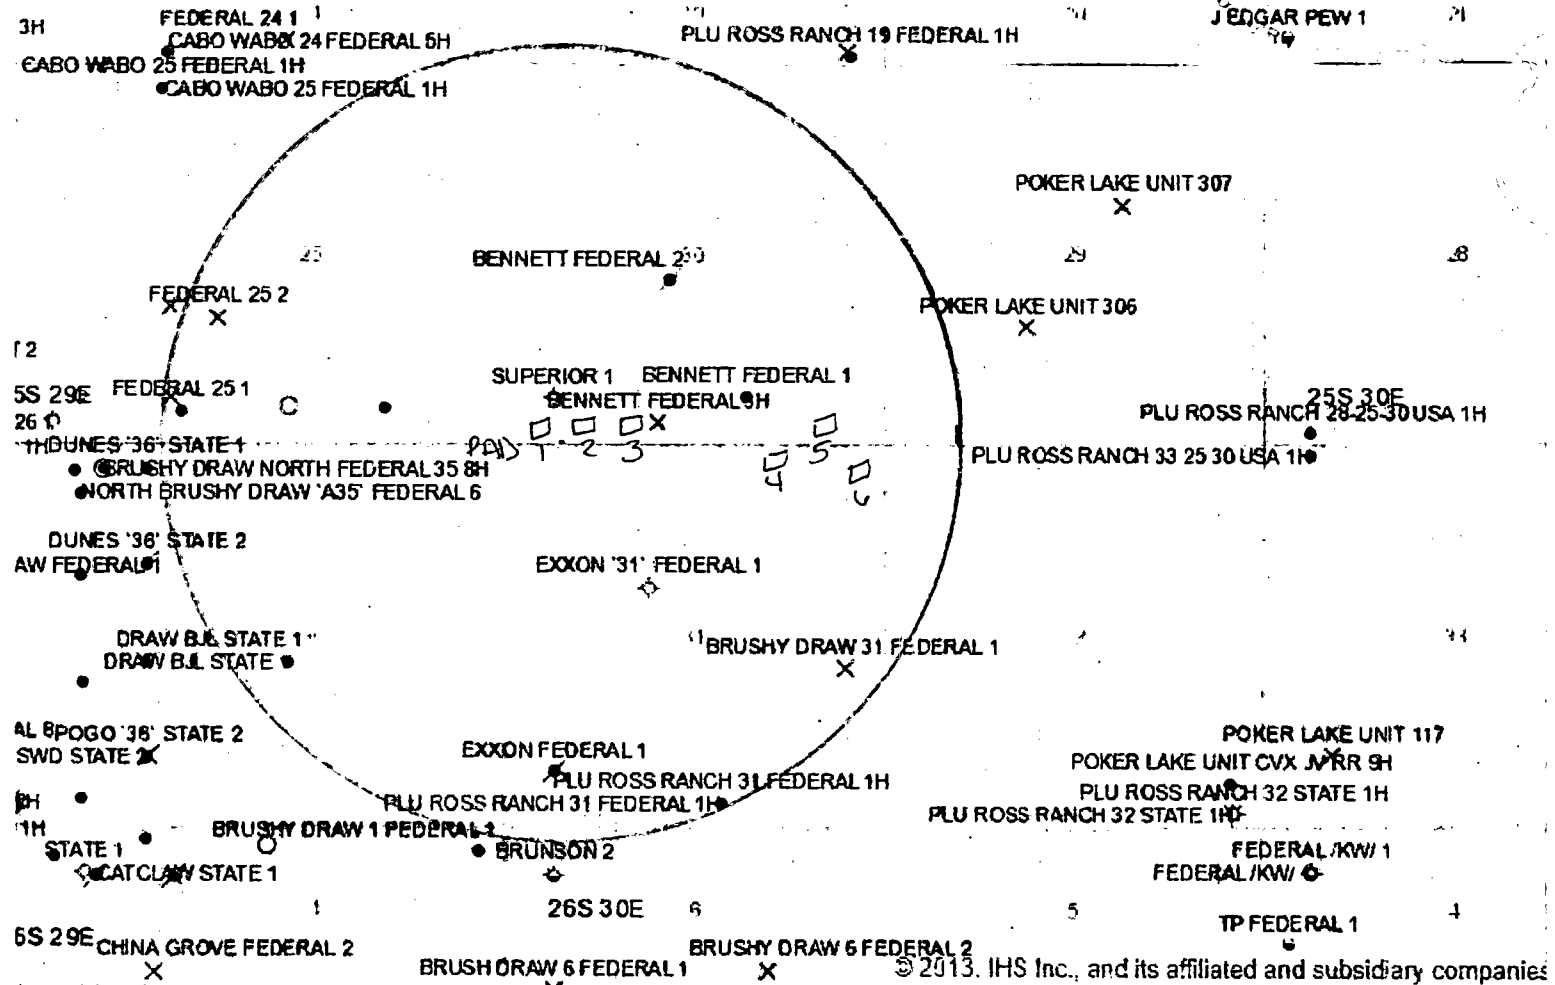 FEDERAL 24 1
19
J EDGAR PEW 1
21
3H
CABO WABO 24 FEDERAL 5H
PLU ROSS RANCH 19 FEDERAL 1H
CABO WABO 25 FEDERAL 1H
CABO WABO 25 FEDERAL 1H
POKER LAKE UNIT 307
25
BENNETT FEDERAL 2
30
29
28
FEDERAL 25 2
POKER LAKE UNIT 306
T 2
SUPERIOR 1
BENNETT FEDERAL 1
5S 29E
FEDERAL 25 1
BENNETT FEDERAL 3H
25S 30E
PLU ROSS RANCH 28-25-30 USA 1H
26
1H
DUNES '36' STATE 1
PAD 1 2 3 4 5 6
BRUSHY DRAW NORTH FEDERAL 35 8H
PLU ROSS RANCH 33 25 30 USA 1H
NORTH BRUSHY DRAW 'A35' FEDERAL 6
DUNES '36' STATE 2
AW FEDERAL 1
EXXON '31' FEDERAL 1
DRAW BJL STATE 1
BRUSHY DRAW 31 FEDERAL 1
33
DRAW BJL STATE
POGO '36' STATE 2
POKER LAKE UNIT 117
SWD STATE 2
EXXON FEDERAL 1
POKER LAKE UNIT CVX JV RR 9H
PLU ROSS RANCH 31 FEDERAL 1H
PLU ROSS RANCH 32 STATE 1H
PLU ROSS RANCH 31 FEDERAL 1H
PLU ROSS RANCH 32 STATE 1H
1H
BRUSHY DRAW 1 FEDERAL 1
STATE 1
BRUNSON 2
FEDERAL /KW/ 1
CATCLAW STATE 1
FEDERAL /KW/
1
26S 30E
6
5
4
TP FEDERAL 1
6S 29E
CHINA GROVE FEDERAL 2
BRUSHY DRAW 6 FEDERAL 2
BRUSH DRAW 6 FEDERAL 1
© 2013. IHS Inc., and its affiliated and subsidiary companies